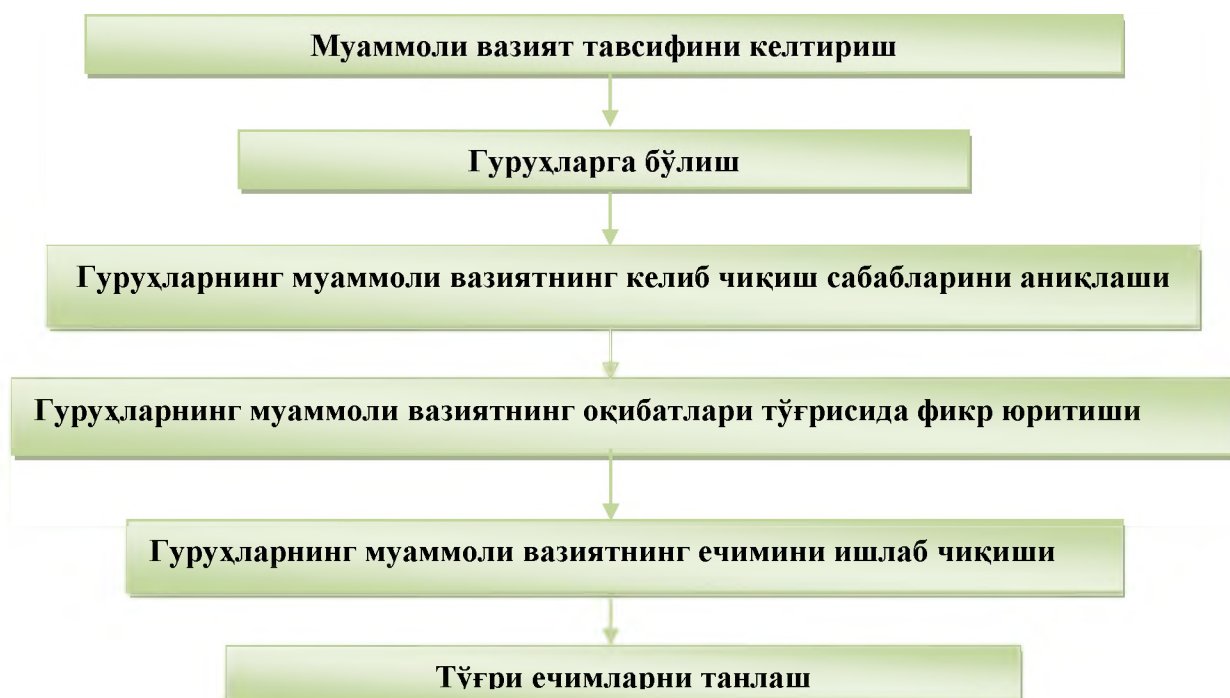 Муаммоли вазият тавсифини келтириш
Гуруҳларга бўлиш
Гуруҳларнинг муаммоли вазиятнинг келиб чиқиш сабабларини аниқлаши
Гуруҳларнинг муаммоли вазиятнинг оқибатлари тўғрисида фикр юритиши
Гуруҳларнинг муаммоли вазиятнинг ечимини ишлаб чиқиши
Тўғри ечимларни танлаш